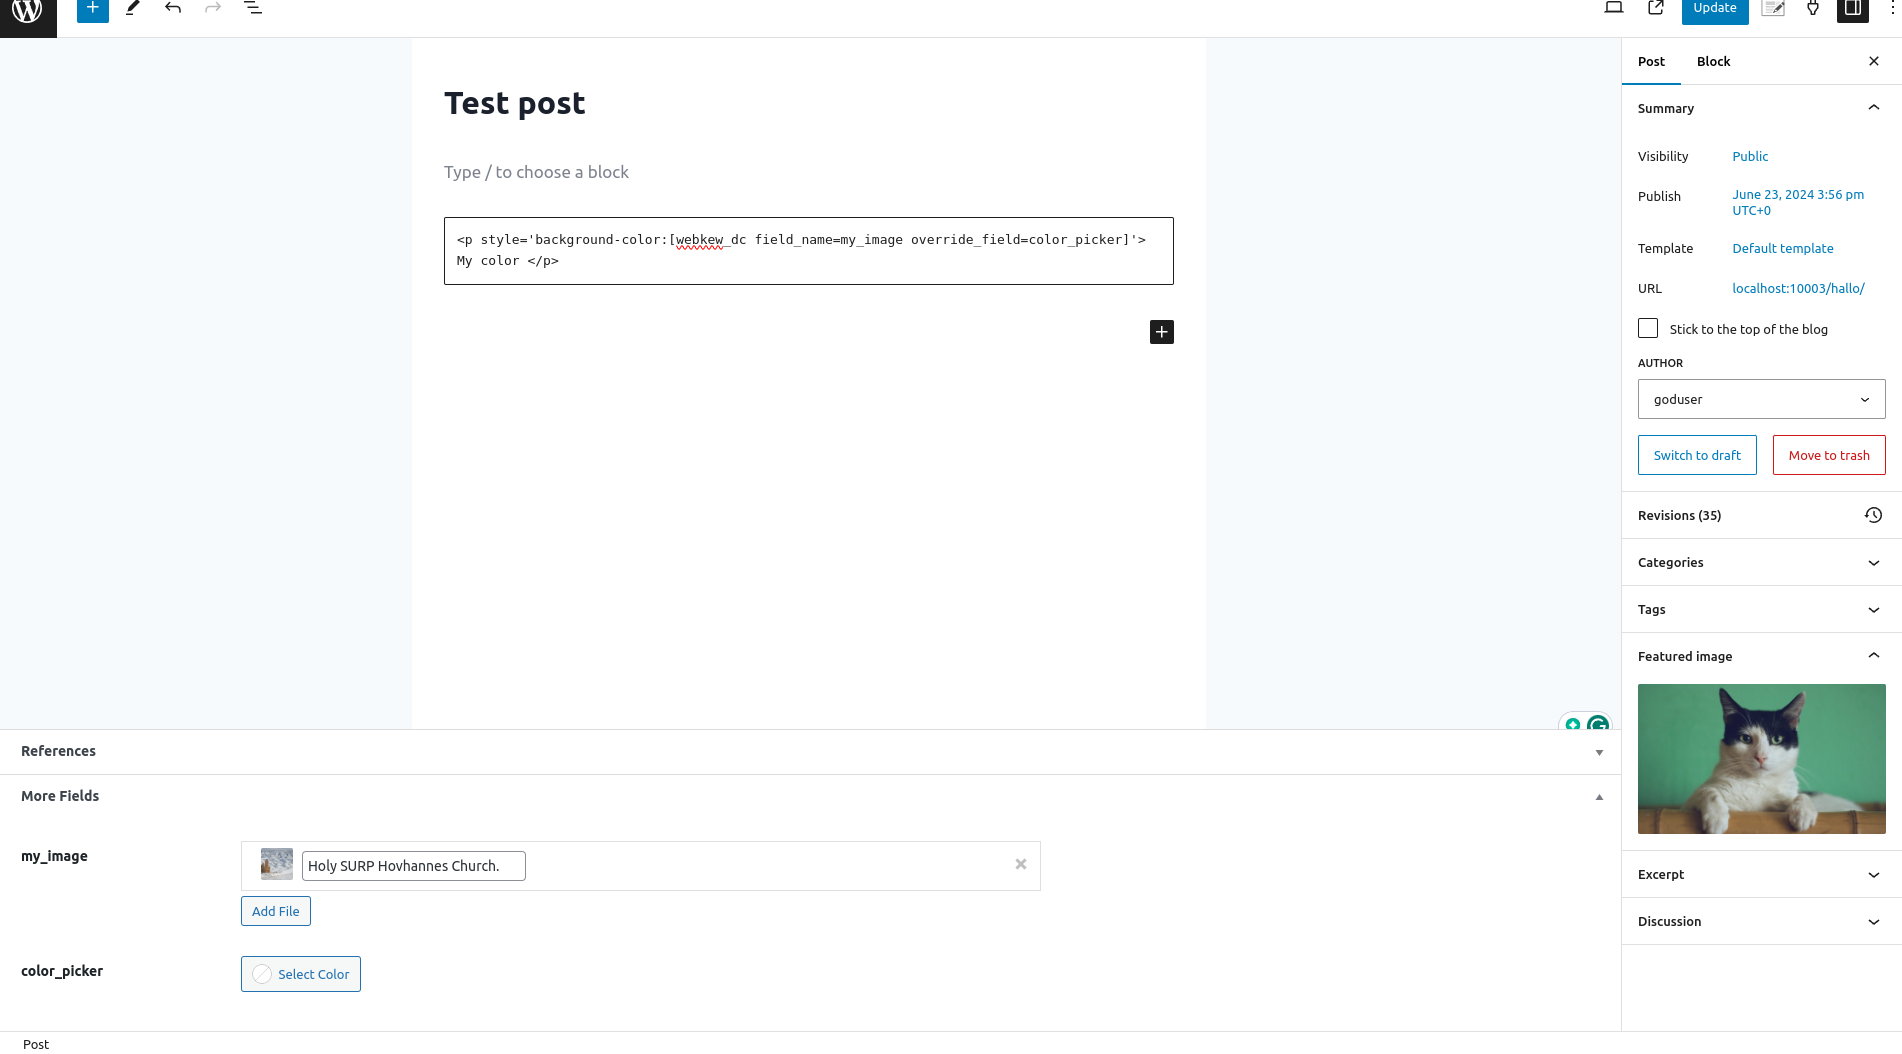 Update
Test post
Type / to choose a block
<p style='background-color:[webkew_dc field_name=my_image override_field=color_picker]'>
My color </p>
Post
Block
Summary
Visibility
Public
Publish
June 23, 2024 3:56 pm
UTC+0
Template
Default template
URL
localhost:10003/hallo/
Stick to the top of the blog
AUTHOR
goduser
Switch to draft
Move to trash
Revisions (35)
Categories
Tags
Featured image
Excerpt
Discussion
References
More Fields
my_image
Holy SURP Hovhannes Church.
Add File
color_picker
Select Color
Post